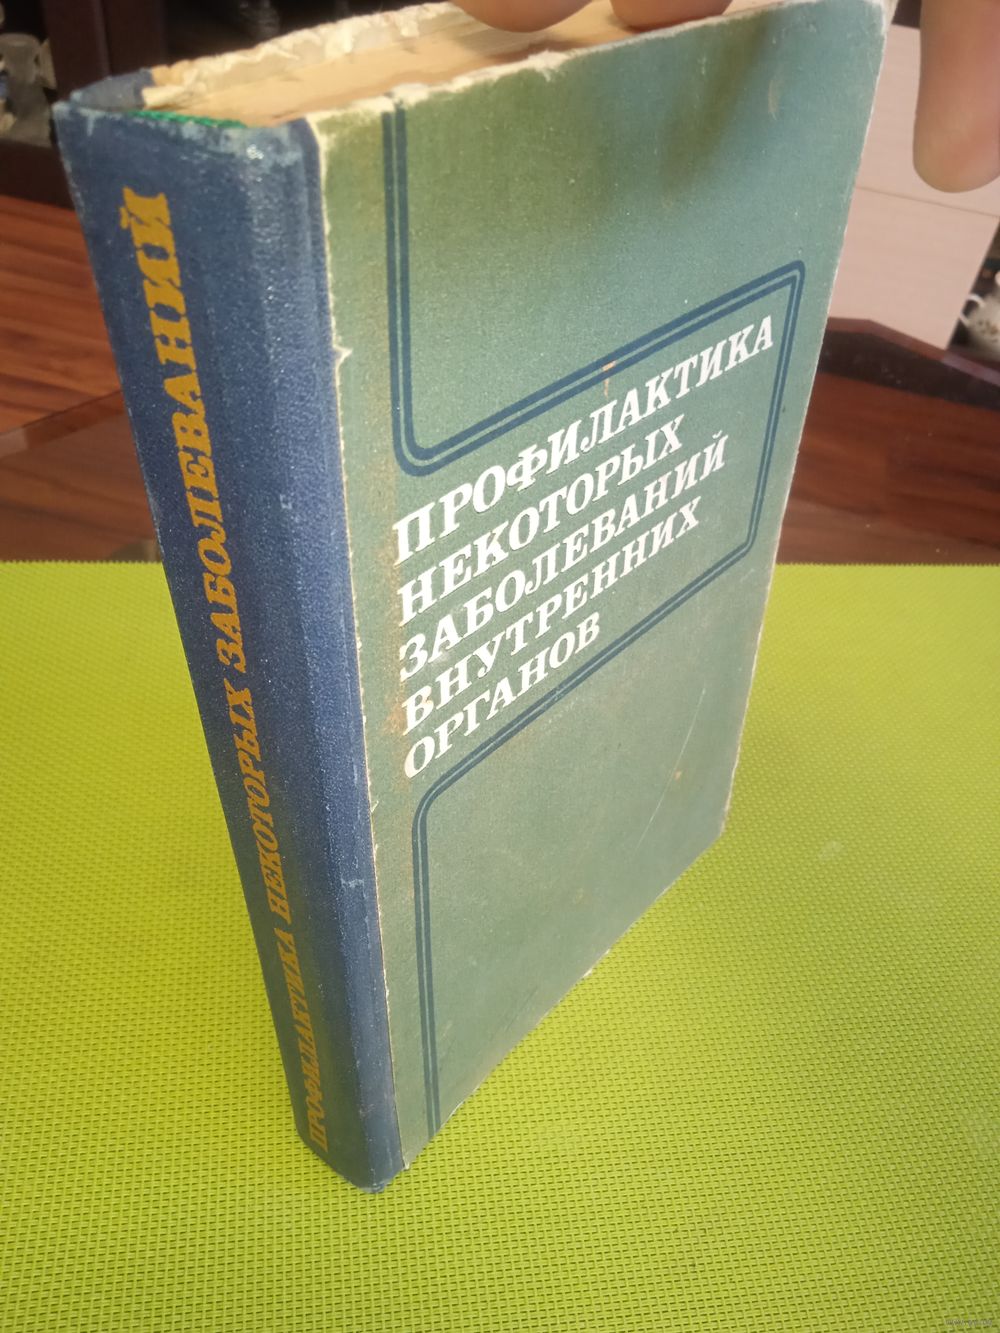 ПРОФИЛАКТИКА НЕКОТОРЫХ ЗАБОЛЕВАНИЙ
ПРОФИЛАКТИКА
НЕКОТОРЫХ
ЗАБОЛЕВАНИЙ
ВНУТРЕННИХ
ОРГАНОВ